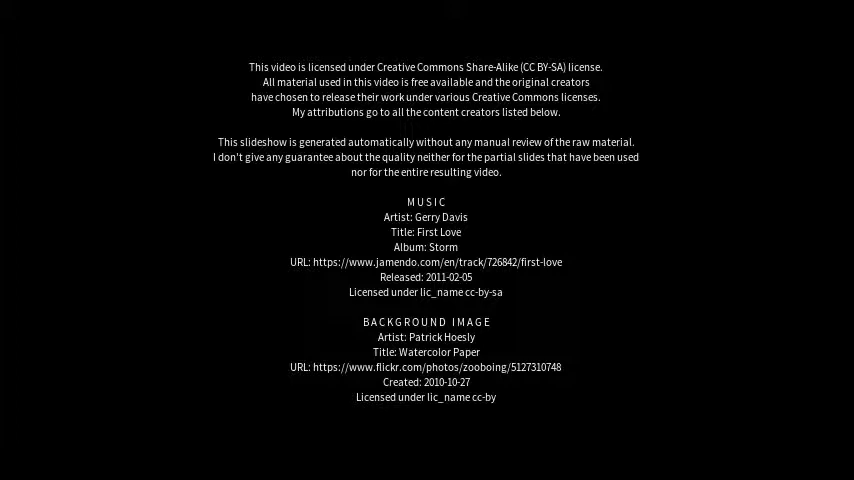 This video is licensed under Creative Commons Share-Alike (CC BY-SA) license.
All material used in this video is free available and the original creators
have chosen to release their work under various Creative Commons licenses.
My attributions go to all the content creators listed below.
This slideshow is generated automatically without any manual review of the raw material.
I don't give any guarantee about the quality neither for the partial slides that have been used
nor for the entire resulting video.
M U S I C
Artist: Gerry Davis
Title: First Love
Album: Storm
URL: https://www.jamendo.com/en/track/726842/first-love
Released: 2011-02-05
Licensed under lic_name cc-by-sa
B A C K G R O U N D   I M A G E
Artist: Patrick Hoesly
Title: Watercolor Paper
URL: https://www.flickr.com/photos/zooboing/5127310748
Created: 2010-10-27
Licensed under lic_name cc-by